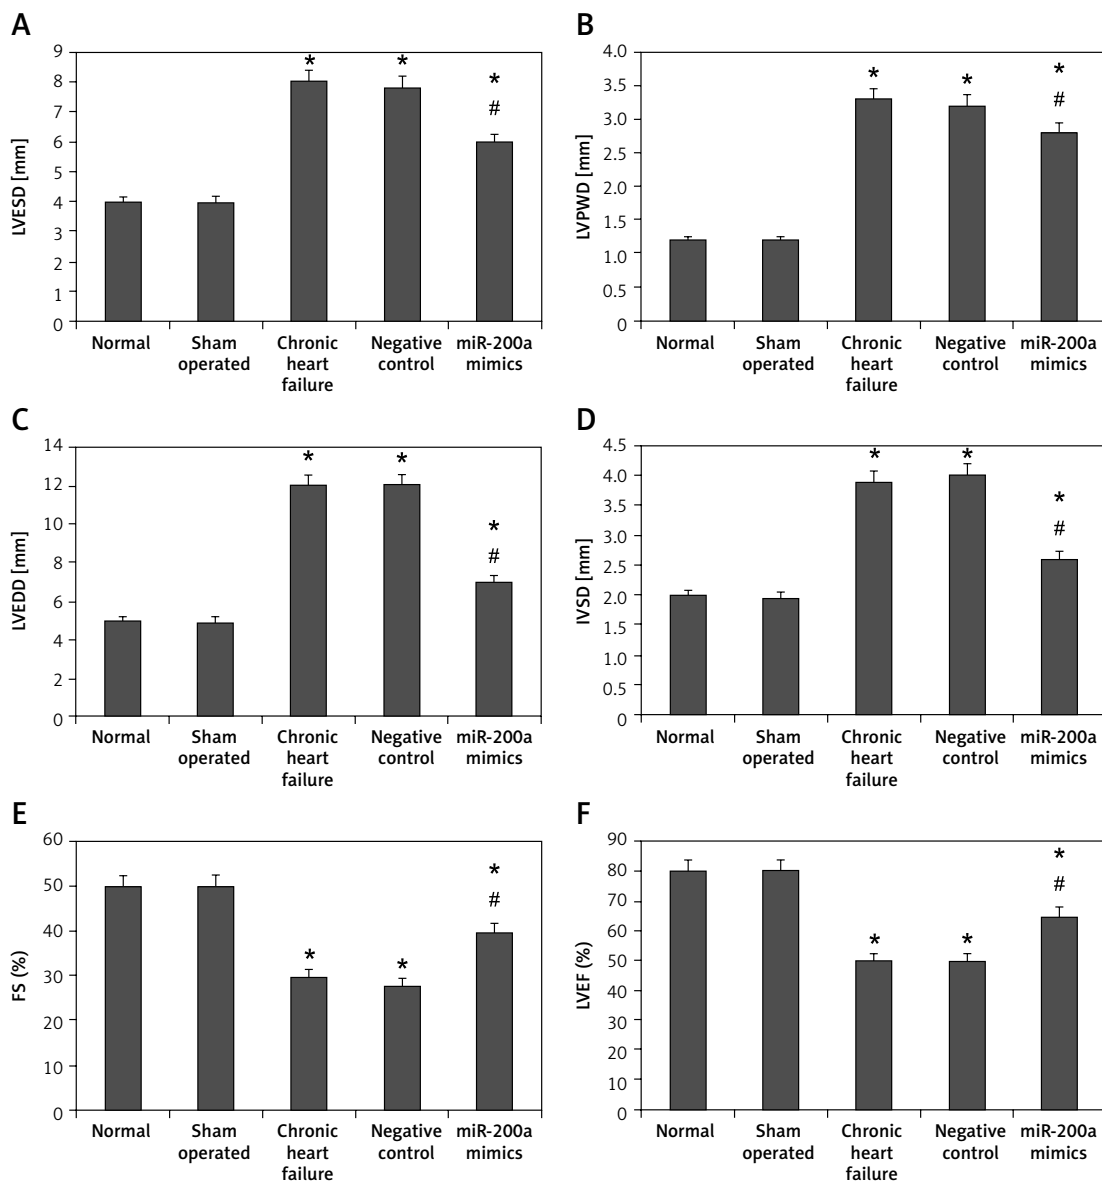 A
LVESD [mm]
9
8
7
6
5
4
3
2
1
0
*
*
*
#
Normal
Sham
operated
Chronic
heart
failure
Negative
control
miR-200a
mimics
B
LVPWD [mm]
4.0
3.5
3.0
2.5
2.0
1.5
1.0
0.5
0
*
*
*
#
Normal
Sham
operated
Chronic
heart
failure
Negative
control
miR-200a
mimics
C
LVEDD [mm]
14
12
10
8
6
4
2
0
*
*
*
#
Normal
Sham
operated
Chronic
heart
failure
Negative
control
miR-200a
mimics
D
IVSD [mm]
4.5
4.0
3.5
3.0
2.5
2.0
1.5
1.0
0.5
0
*
*
*
#
Normal
Sham
operated
Chronic
heart
failure
Negative
control
miR-200a
mimics
E
FS (%)
60
50
40
30
20
10
0
*
*
*
#
Normal
Sham
operated
Chronic
heart
failure
Negative
control
miR-200a
mimics
F
LVEF (%)
90
80
70
60
50
40
30
20
10
0
*
*
*
#
Normal
Sham
operated
Chronic
heart
failure
Negative
control
miR-200a
mimics